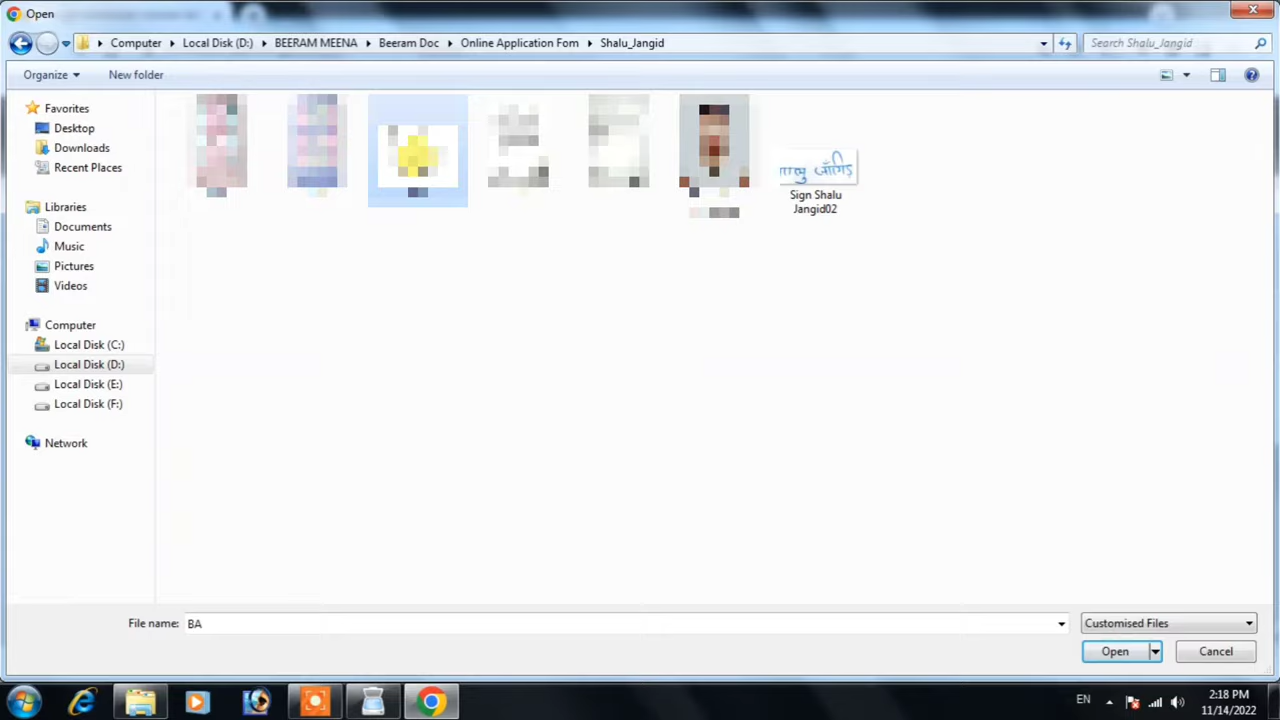 Open
Computer Local Disk (D:) BEERAM MEENA Beeram Doc Online Application Fom Shalu_Jangid
Search Shalu_Jangid
Organize New folder
Favorites
Desktop
Downloads
Recent Places
Libraries
Documents
Music
Pictures
Videos
Computer
Local Disk (C:)
Local Disk (D:)
Local Disk (E:)
Local Disk (F:)
Network
जाँगिड़
Sign Shalu
Jangid02
File name: BA
Customised Files
Open Cancel
EN
2:18 PM
11/14/2022